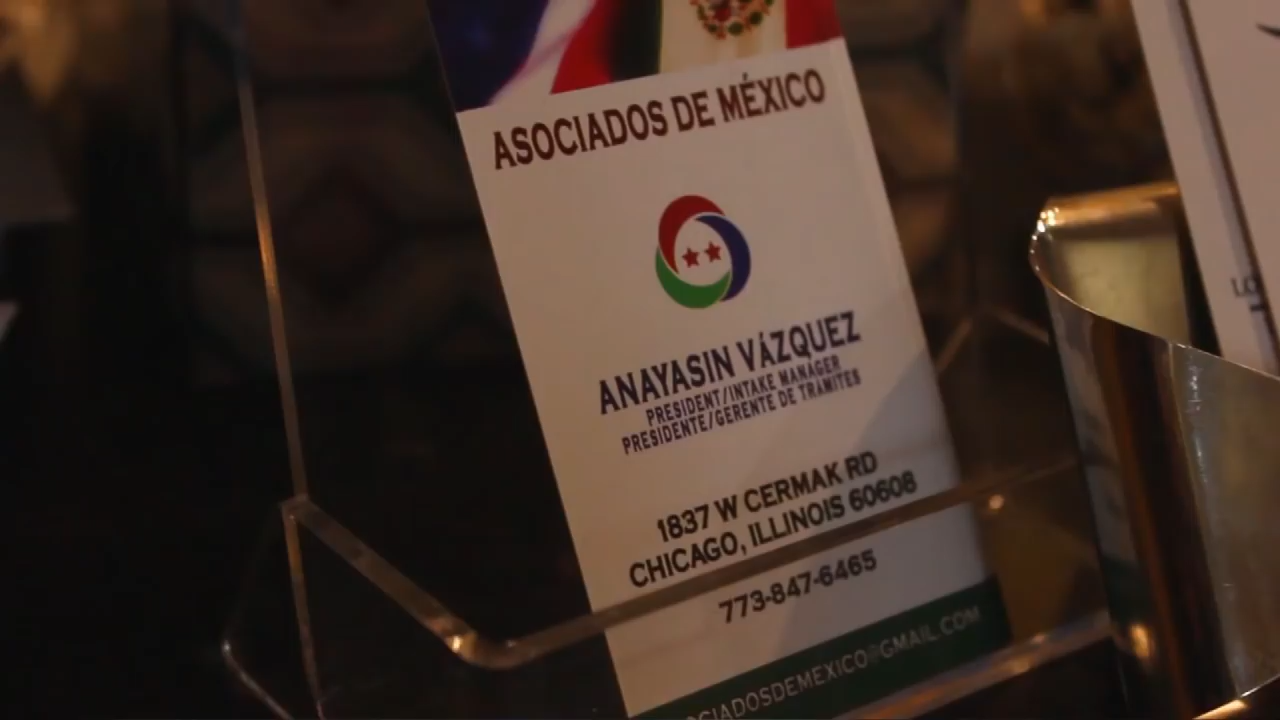 ASOCIADOS DE MÉXICO
ANAYASIN VÁZQUEZ
PRESIDENT/INTAKE MANAGER
PRESIDENTE/GERENTE DE TRAMITES
1837 W CERMAK RD
CHICAGO, ILLINOIS 60608
773-847-6465
CIADOSDEMEXICO@GMAIL.COM